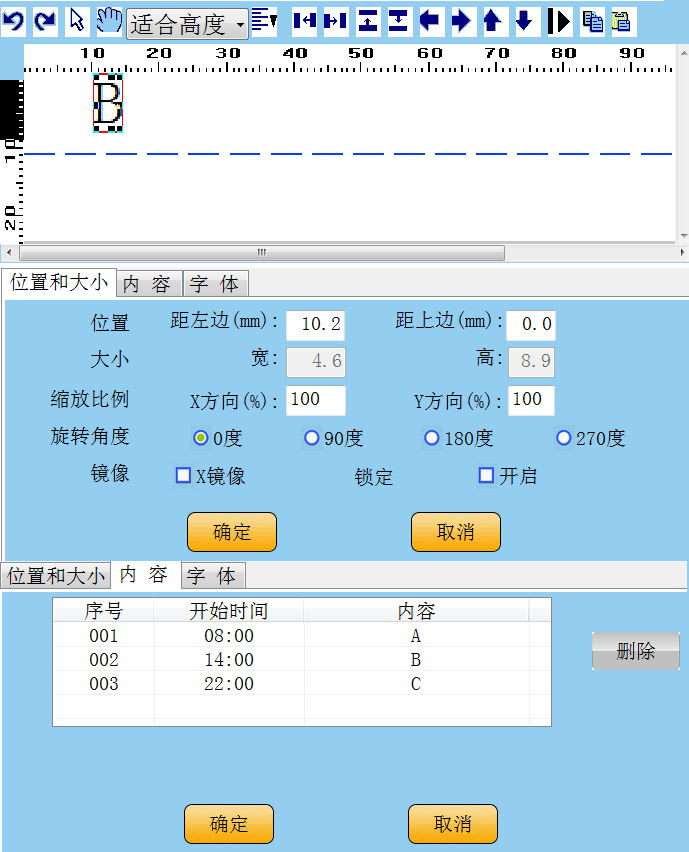 适合高度
10 20 30 40 50 60 70 80 90
B
10
20
位置和大小 内 容 字 体
位置 距左边(mm): 10.2 距上边(mm): 0.0
大小 宽: 4.6 高: 8.9
缩放比例 X方向(%): 100 Y方向(%): 100
旋转角度 0度 90度 180度 270度
镜像 X镜像 锁定 开启
确定 取消
位置和大小 内 容 字 体
序号 开始时间 内容
001 08:00 A
002 14:00 B
003 22:00 C
删除
确定 取消